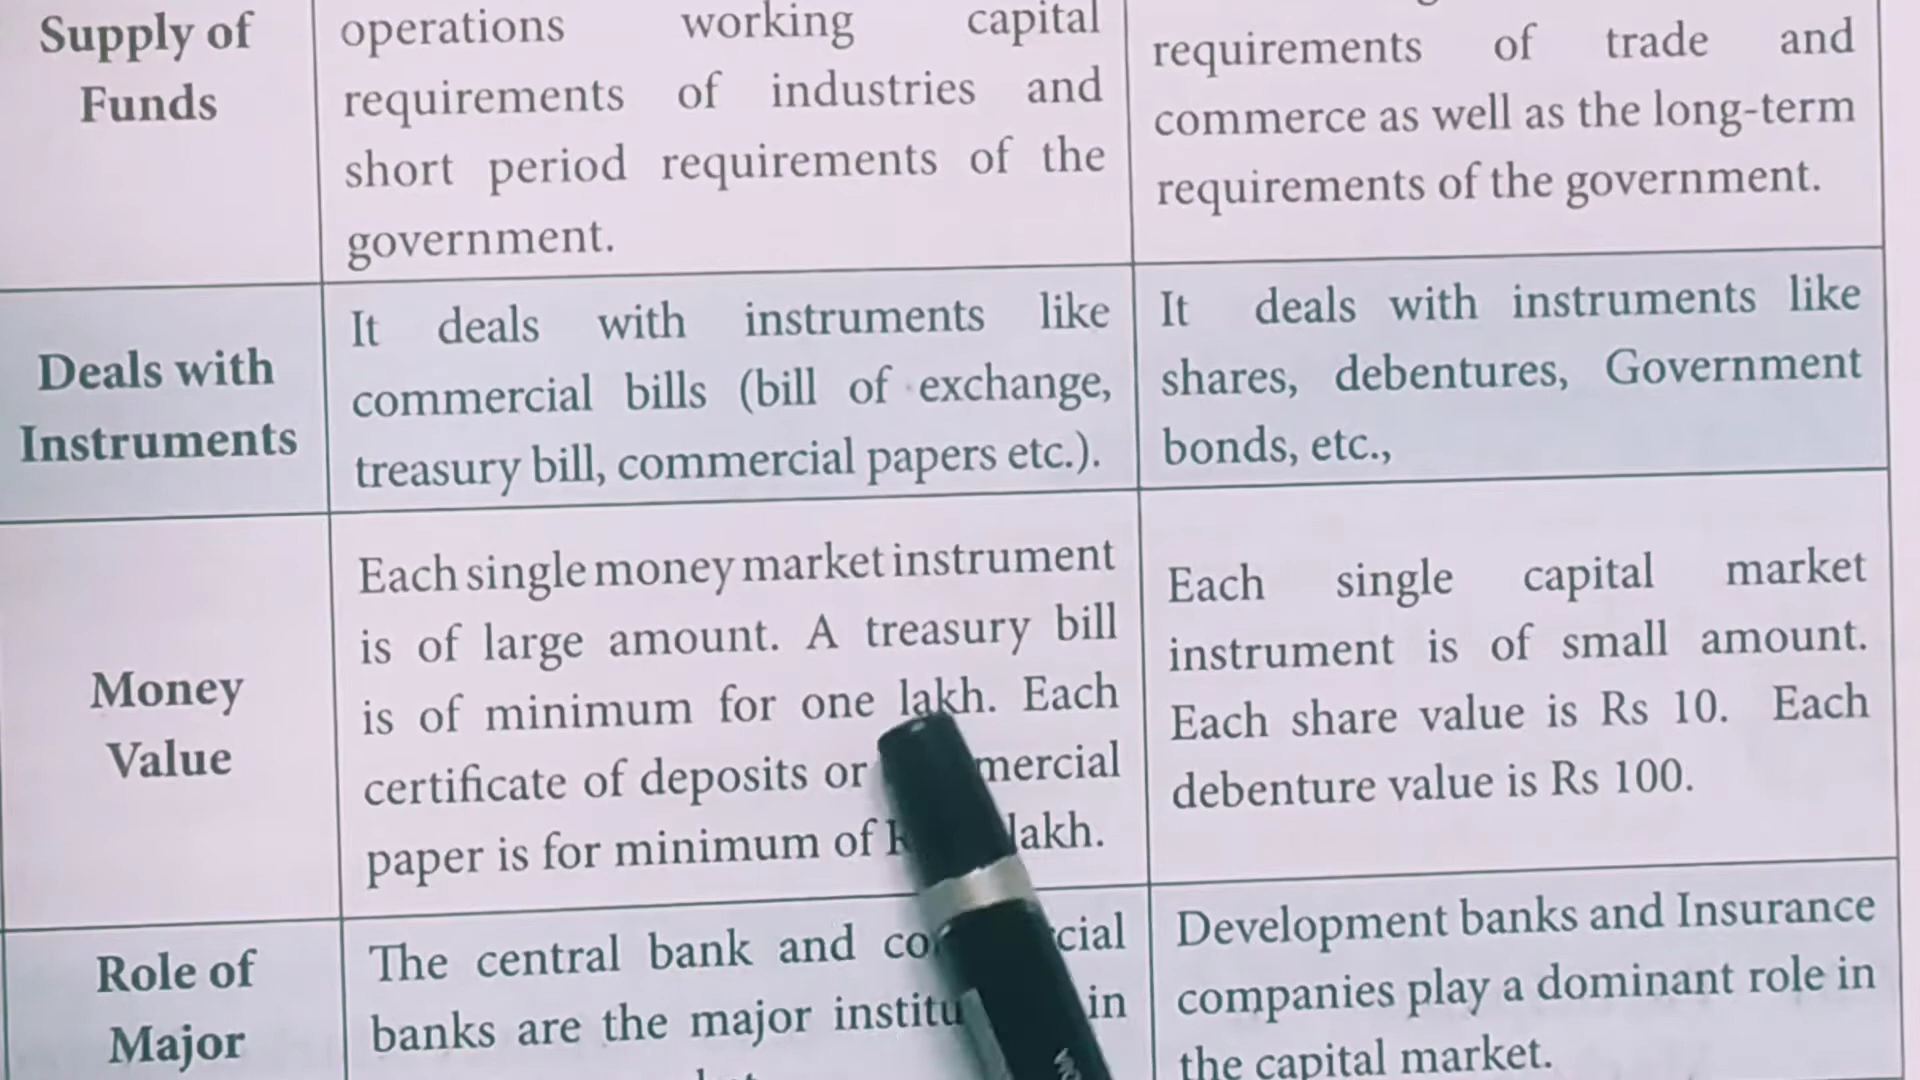 Supply of
Funds
operations working capital
requirements of industries and
short period requirements of the
government.
requirements of trade and
commerce as well as the long-term
requirements of the government.
Deals with
Instruments
It deals with instruments like
commercial bills (bill of exchange,
treasury bill, commercial papers etc.).
It deals with instruments like
shares, debentures, Government
bonds, etc.,
Money
Value
Each single money market instrument
is of large amount. A treasury bill
is of minimum for one lakh. Each
certificate of deposits or
paper is for minimum of lakh.
Each single capital market
instrument is of small amount.
Each share value is Rs 10. Each
debenture value is Rs 100.
Role of
Major
The central bank and
banks are the major in
Development banks and Insurance
companies play a dominant role in
the capital market.